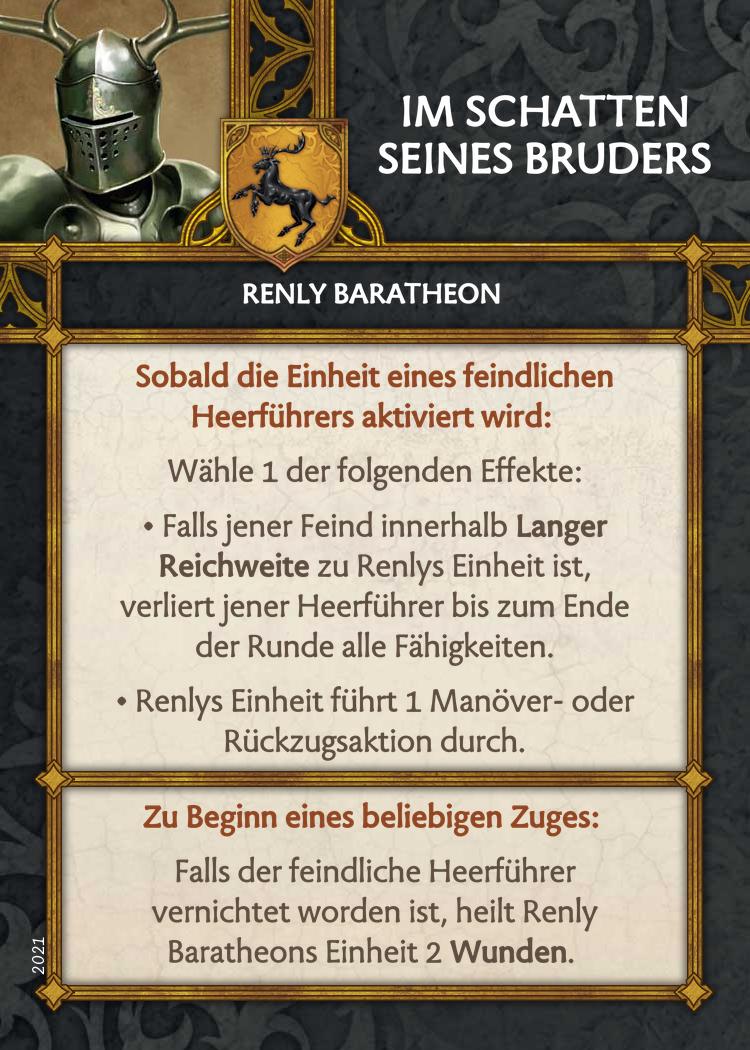 IM SCHATTEN
SEINES BRUDERS
RENLY BARATHEON
Sobald die Einheit eines feindlichen
Heerführers aktiviert wird:
Wähle 1 der folgenden Effekte:
• Falls jener Feind innerhalb Langer
Reichweite zu Renlys Einheit ist,
verliert jener Heerführer bis zum Ende
der Runde alle Fähigkeiten.
• Renlys Einheit führt 1 Manöver- oder
Rückzugsaktion durch.
Zu Beginn eines beliebigen Zuges:
Falls der feindliche Heerführer
vernichtet worden ist, heilt Renly
Baratheons Einheit 2 Wunden.
2021